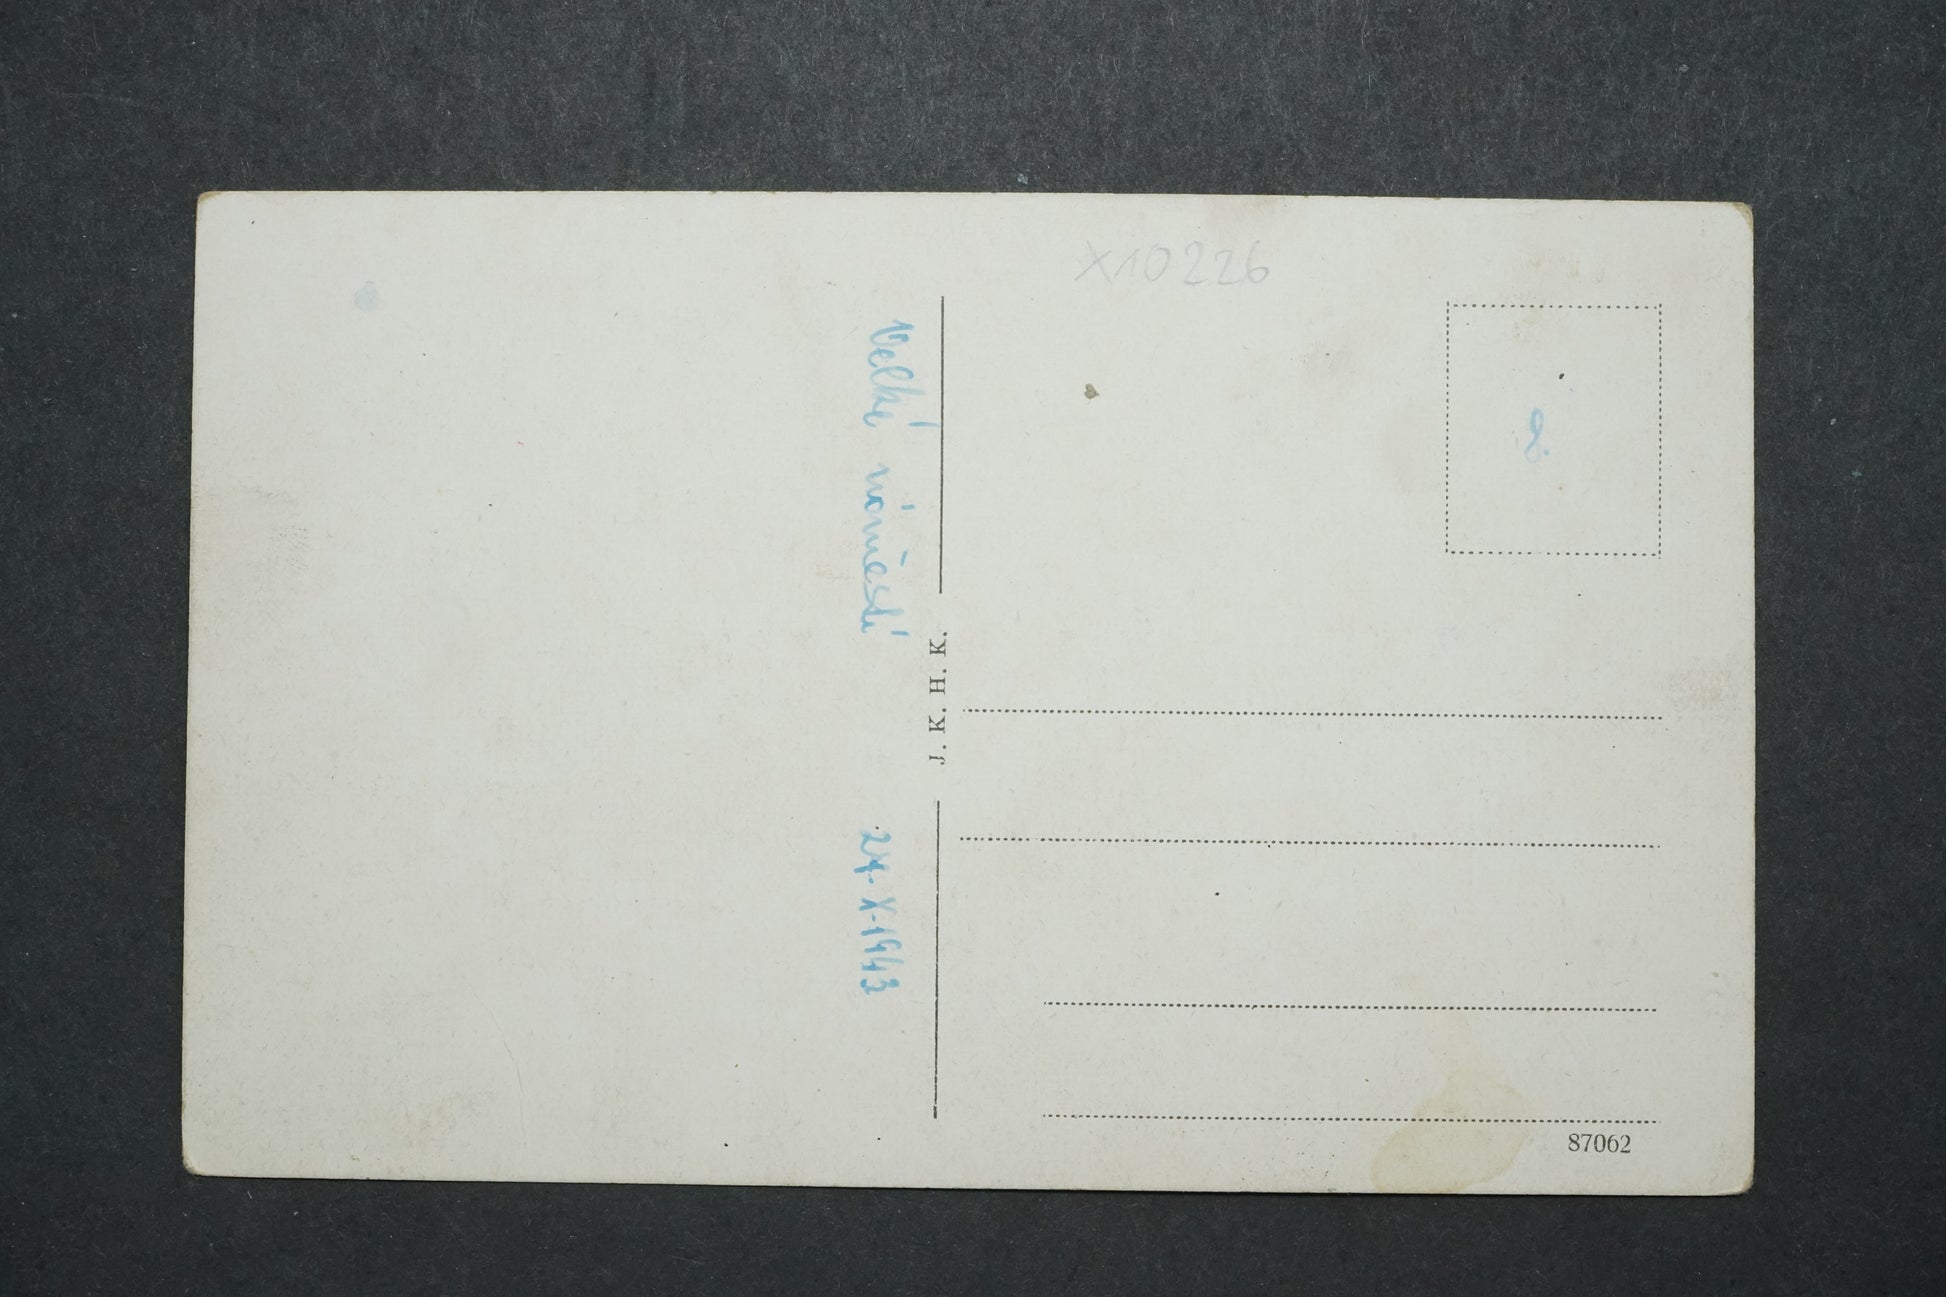 X10226
Velké náměstí
24-X-1943
J. K. H. K.
87062